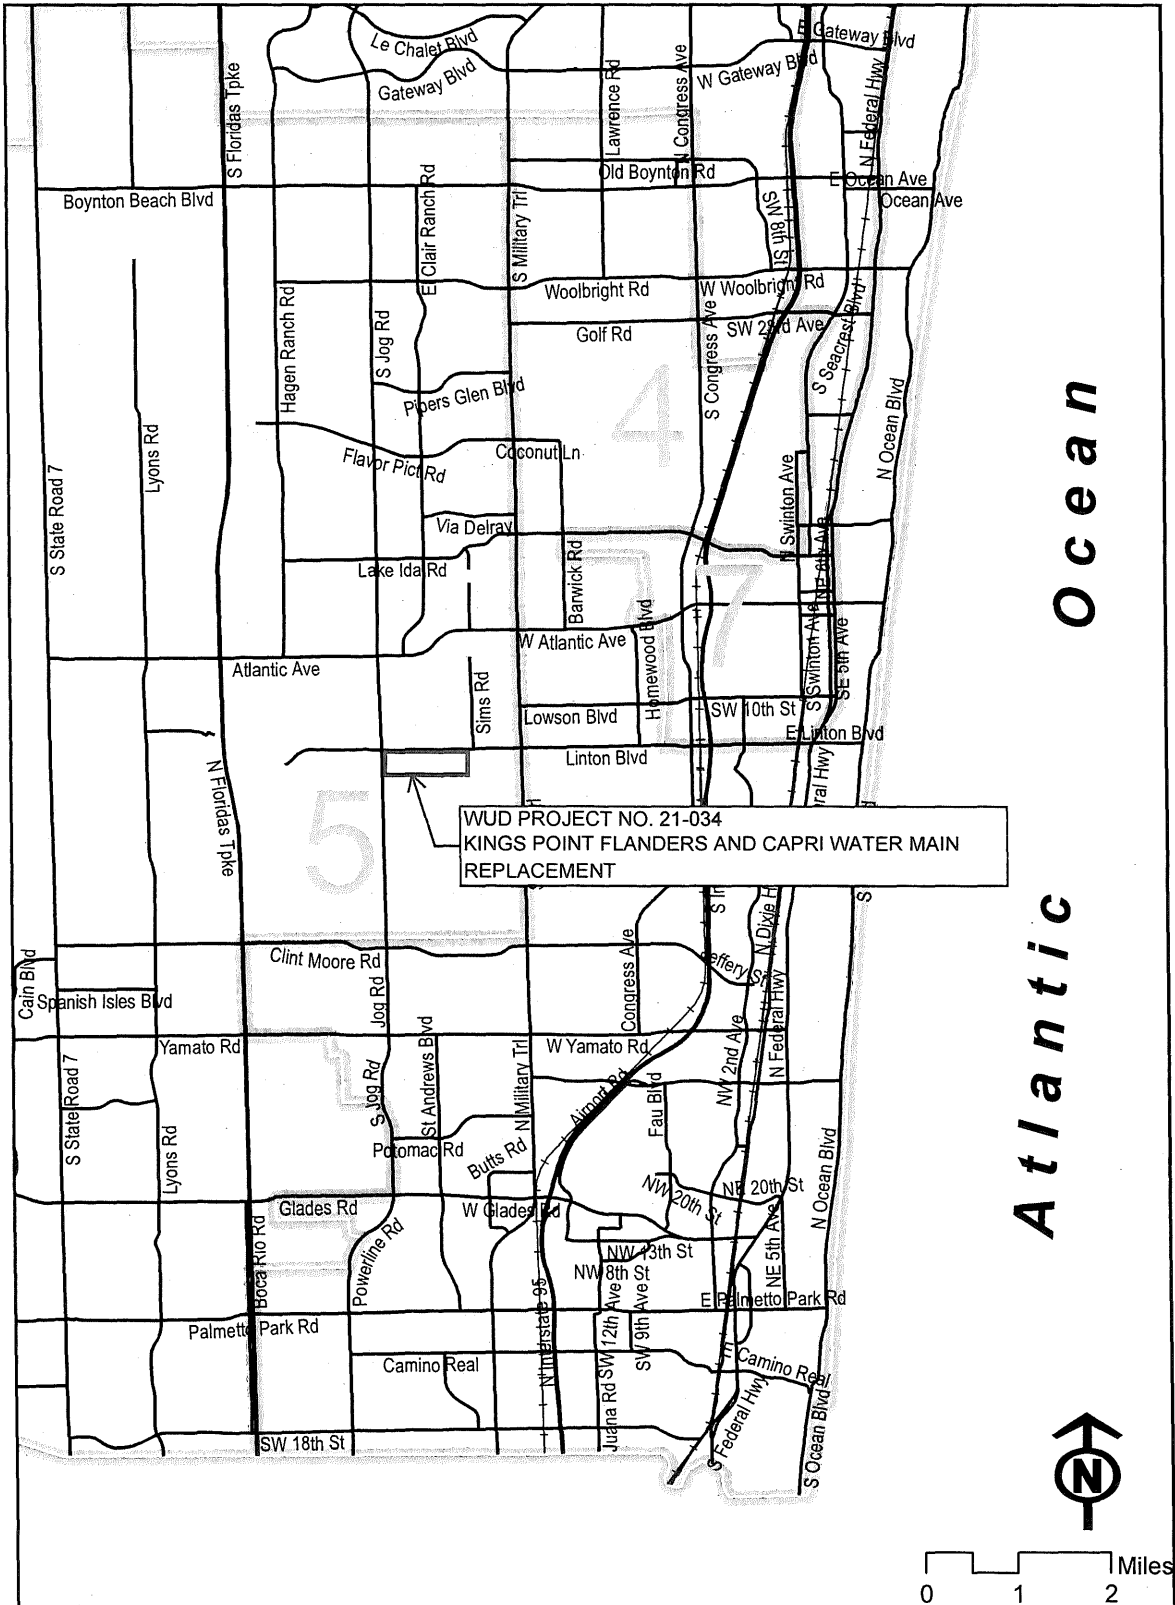 Le Chalet Blvd
E Gateway Blvd
Gateway Blvd
W Gateway Blvd
S Floridas Tpke
Lawrence Rd
N Congress Ave
N Federal Hwy
Old Boynton Rd
E Ocean Ave
Ocean Ave
Boynton Beach Blvd
El Clair Ranch Rd
S Military Trl
SW 8th St
Woolbright Rd
W Woolbright Rd
Hagen Ranch Rd
S Jog Rd
Golf Rd
SW 23rd Ave
S Congress Ave
S Seacrest Blvd
Pipers Glen Blvd
N Ocean Blvd
4
Ocean
Lyons Rd
Flavor Pict Rd
Coconut Ln
S State Road 7
N Swinton Ave
Via Delray
NE 6th Ave
Lake Ida Rd
Barwick Rd
7
W Atlantic Ave
Homewood Blvd
Atlantic Ave
S Swinton Ave
SE 5th Ave
Sims Rd
Lowson Blvd
SW 10th St
E Linton Blvd
Linton Blvd
N Floridas Tpke
eral Hwy
5
WUD PROJECT NO. 21-034
KINGS POINT FLANDERS AND CAPRI WATER MAIN
REPLACEMENT
S In
N Dixie H
S
Atlantic
Clint Moore Rd
Jeffery St
Cain Blvd
Spanish Isles Blvd
Jog Rd
Congress Ave
N Federal Hwy
Yamato Rd
St Andrews Blvd
W Yamato Rd
NW 2nd Ave
S State Road 7
S Jog Rd
N Military Trl
Airport Rd
Fau Blvd
Lyons Rd
Potomac Rd
Butts Rd
N Ocean Blvd
NW 20th St
NE 20th St
Glades Rd
W Glades Rd
Boca Rio Rd
Powerline Rd
NW 13th St
NE 5th Ave
NW 8th St
E Palmetto Park Rd
Palmetto Park Rd
N Interstate 95
SW 12th Ave
SW 9th Ave
Camino Real
E Camino Real
Juana Rd
S Federal Hwy
S Ocean Blvd
SW 18th St
N
Miles
0 1 2